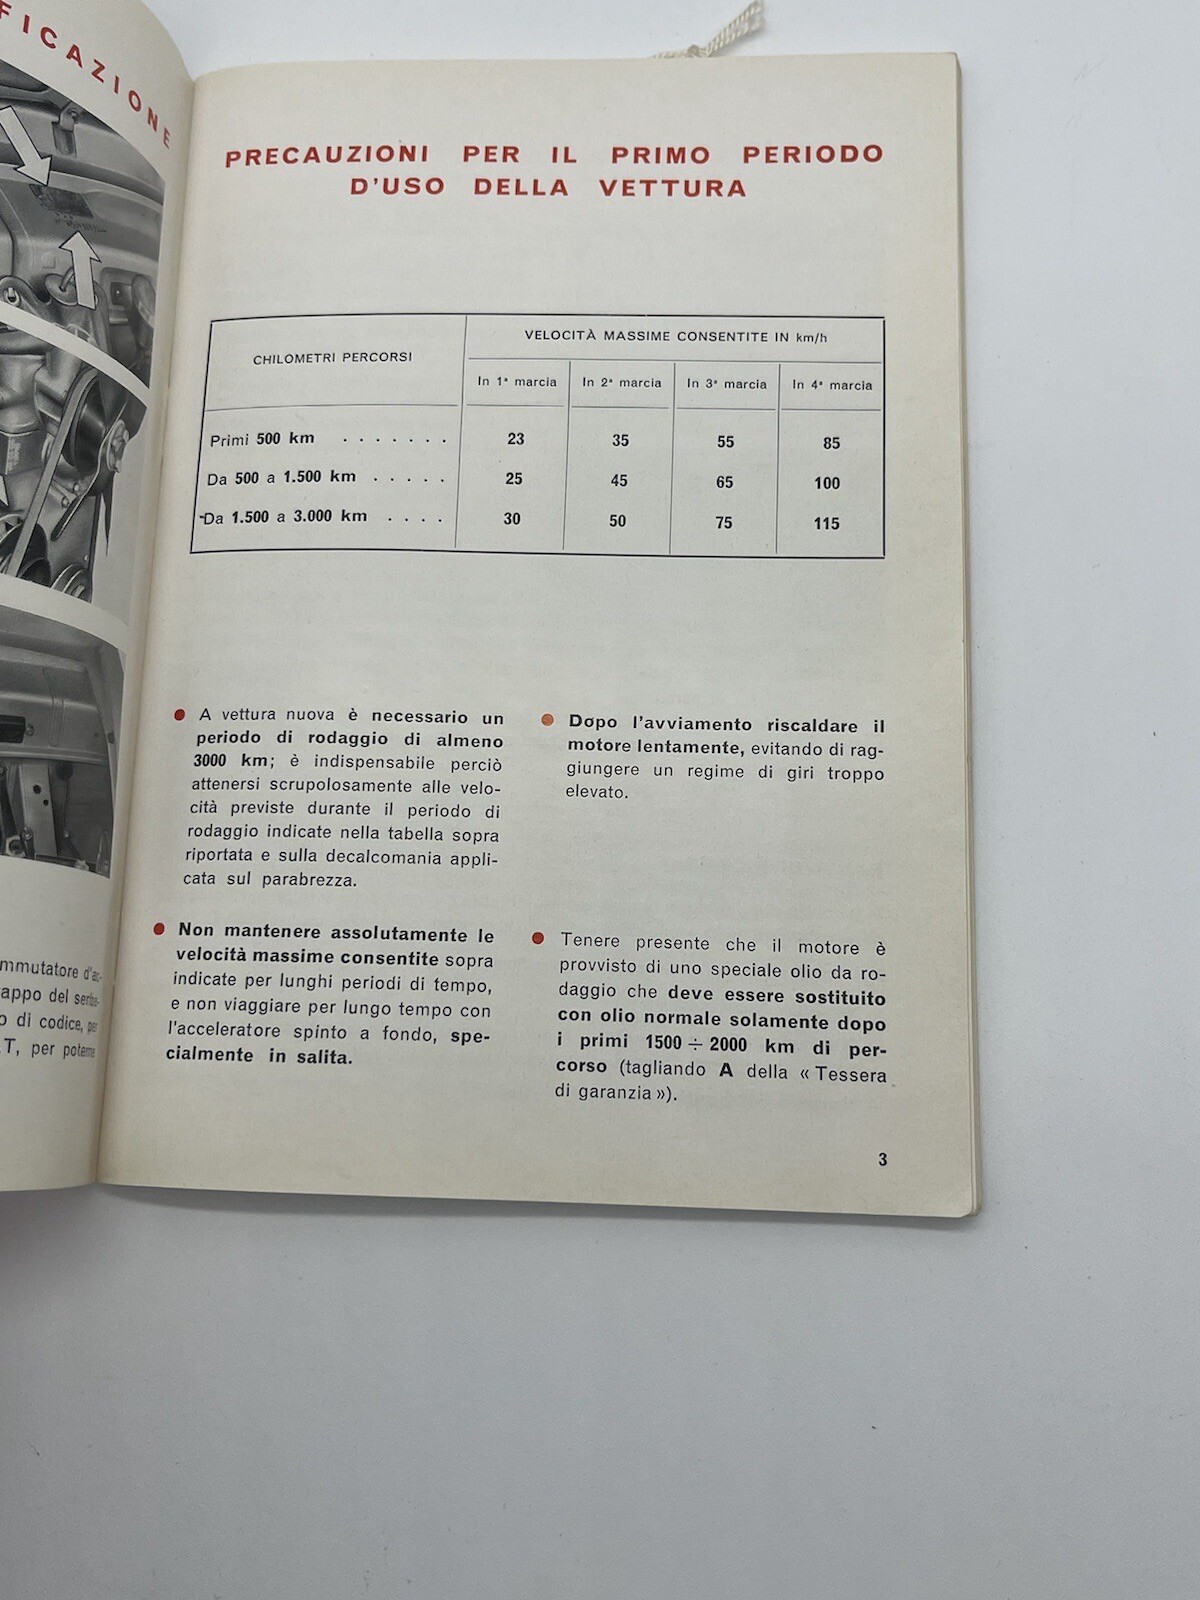 FICAZIONE
mmutatore d'ac-
appo del serba-
o di codice, per
T, per poterne
PRECAUZIONI PER IL PRIMO PERIODO
D'USO DELLA VETTURA
CHILOMETRI PERCORSI
VELOCITÀ MASSIME CONSENTITE IN km/h
In 1ª marcia In 2ª marcia In 3ª marcia In 4ª marcia
Primi 500 km . . . . . . . 23 35 55 85
Da 500 a 1.500 km . . . . . 25 45 65 100
Da 1.500 a 3.000 km . . . . 30 50 75 115
● A vettura nuova è necessario un
periodo di rodaggio di almeno
3000 km; è indispensabile perciò
attenersi scrupolosamente alle velo-
cità previste durante il periodo di
rodaggio indicate nella tabella sopra
riportata e sulla decalcomania appli-
cata sul parabrezza.
● Non mantenere assolutamente le
velocità massime consentite sopra
indicate per lunghi periodi di tempo,
e non viaggiare per lungo tempo con
l'acceleratore spinto a fondo, spe-
cialmente in salita.
● Dopo l'avviamento riscaldare il
motore lentamente, evitando di rag-
giungere un regime di giri troppo
elevato.
● Tenere presente che il motore è
provvisto di uno speciale olio da ro-
daggio che deve essere sostituito
con olio normale solamente dopo
i primi 1500 ÷ 2000 km di per-
corso (tagliando A della « Tessera
di garanzia »).
3